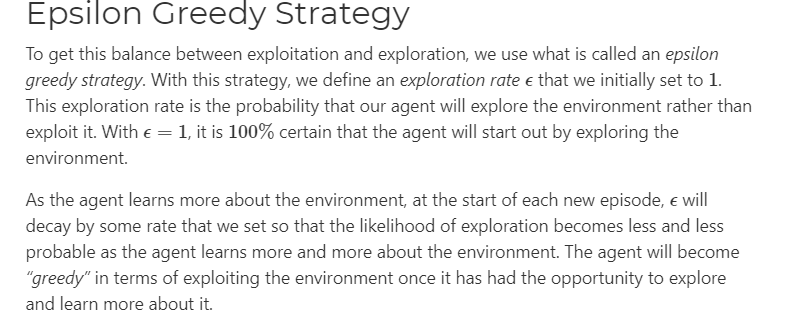 Epsilon Greedy Strategy
To get this balance between exploitation and exploration, we use what is called an epsilon
greedy strategy. With this strategy, we define an exploration rate ϵ that we initially set to 1.
This exploration rate is the probability that our agent will explore the environment rather than
exploit it. With ϵ = 1, it is 100% certain that the agent will start out by exploring the
environment.
As the agent learns more about the environment, at the start of each new episode, ϵ will
decay by some rate that we set so that the likelihood of exploration becomes less and less
probable as the agent learns more and more about the environment. The agent will become
“greedy” in terms of exploiting the environment once it has had the opportunity to explore
and learn more about it.